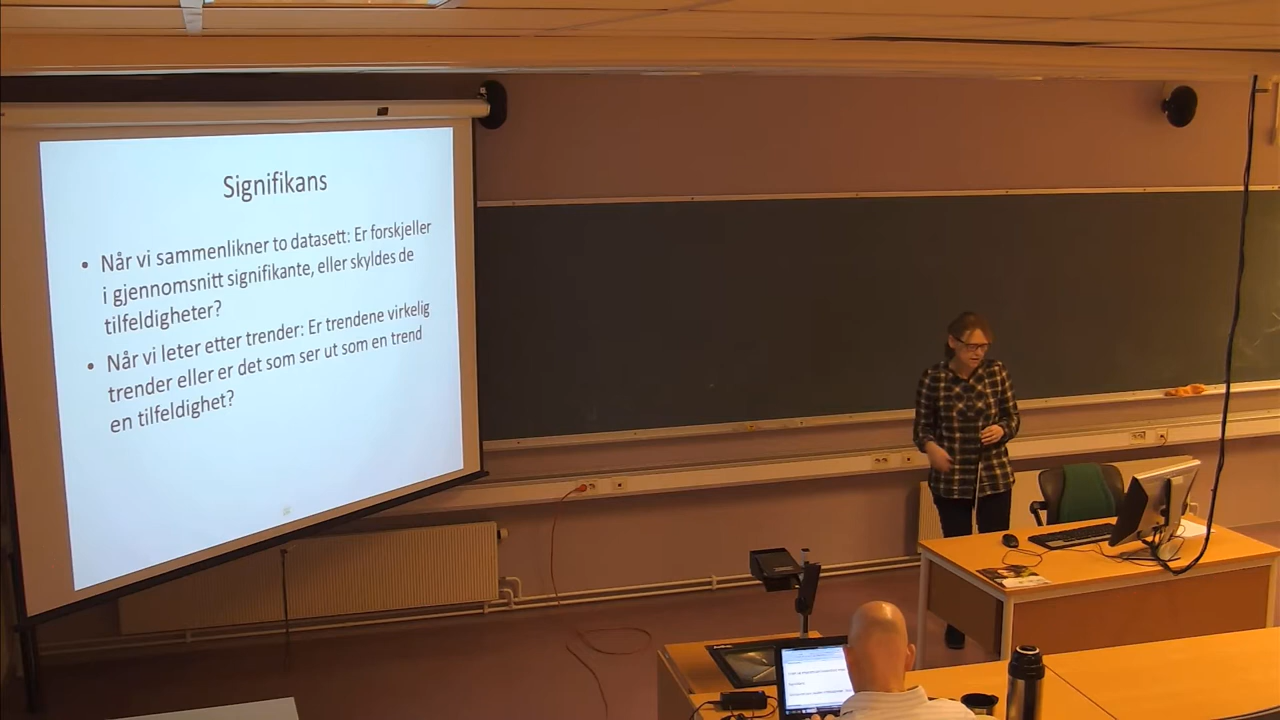 Signifikans
• Når vi sammenlikner to datasett: Er forskjeller
i gjennomsnitt signifikante, eller skyldes de
tilfeldigheter?
• Når vi leter etter trender: Er trendene virkelig
trender eller er det som ser ut som en trend
en tilfeldighet?